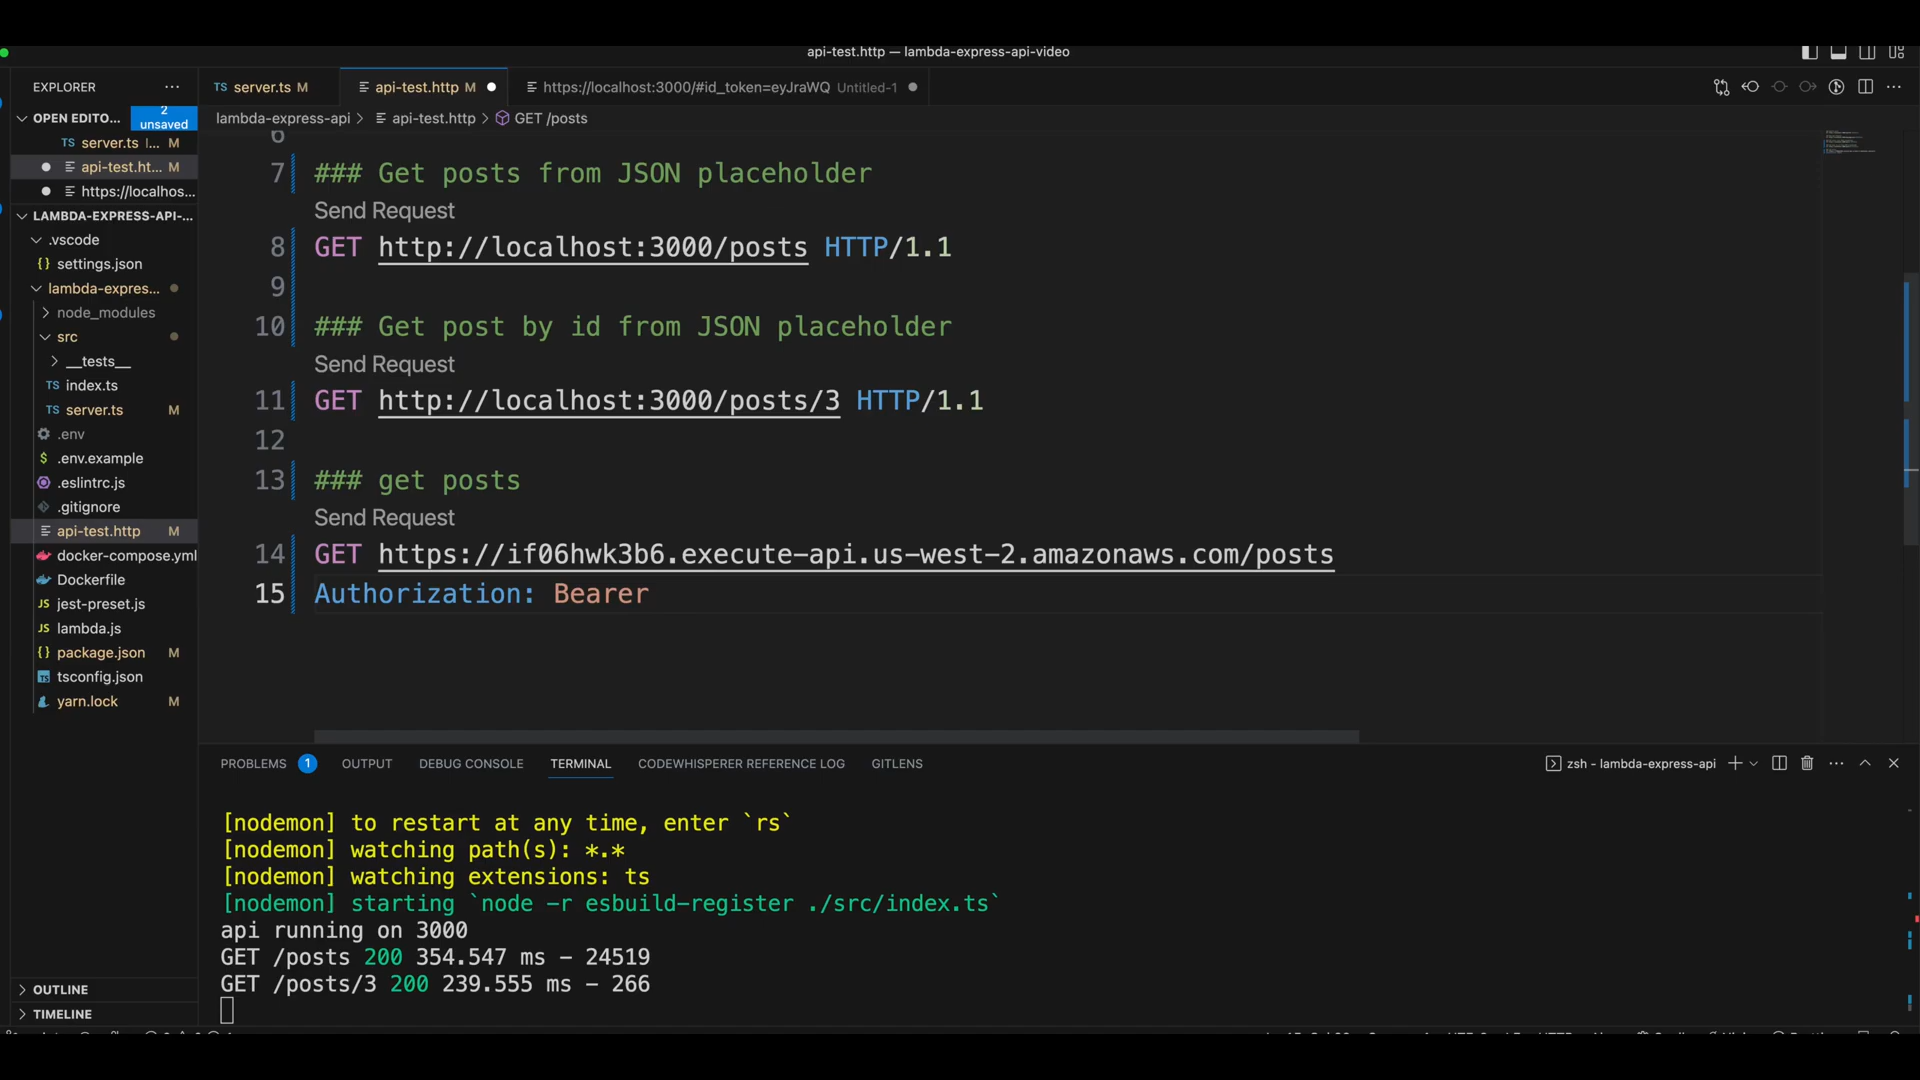 api-test.http — lambda-express-api-video
EXPLORER
TS server.ts M
api-test.http M
https://localhost:3000/#id_token=eyJraWQ Untitled-1
OPEN EDITO...
2 unsaved
lambda-express-api > api-test.http > GET /posts
TS server.ts l... M
api-test.ht... M
https://localhos...
LAMBDA-EXPRESS-API-...
.vscode
{} settings.json
lambda-expres...
node_modules
src
__tests__
TS index.ts
TS server.ts M
.env
$ .env.example
.eslintrc.js
.gitignore
api-test.http M
docker-compose.yml
Dockerfile
JS jest-preset.js
JS lambda.js
{} package.json M
tsconfig.json
yarn.lock M
OUTLINE
TIMELINE
6
7 ### Get posts from JSON placeholder
Send Request
8 GET http://localhost:3000/posts HTTP/1.1
9
10 ### Get post by id from JSON placeholder
Send Request
11 GET http://localhost:3000/posts/3 HTTP/1.1
12
13 ### get posts
Send Request
14 GET https://if06hwk3b6.execute-api.us-west-2.amazonaws.com/posts
15 Authorization: Bearer
PROBLEMS 1 OUTPUT DEBUG CONSOLE TERMINAL CODEWHISPERER REFERENCE LOG GITLENS
zsh - lambda-express-api
[nodemon] to restart at any time, enter `rs`
[nodemon] watching path(s): *.*
[nodemon] watching extensions: ts
[nodemon] starting `node -r esbuild-register ./src/index.ts`
api running on 3000
GET /posts 200 354.547 ms - 24519
GET /posts/3 200 239.555 ms - 266